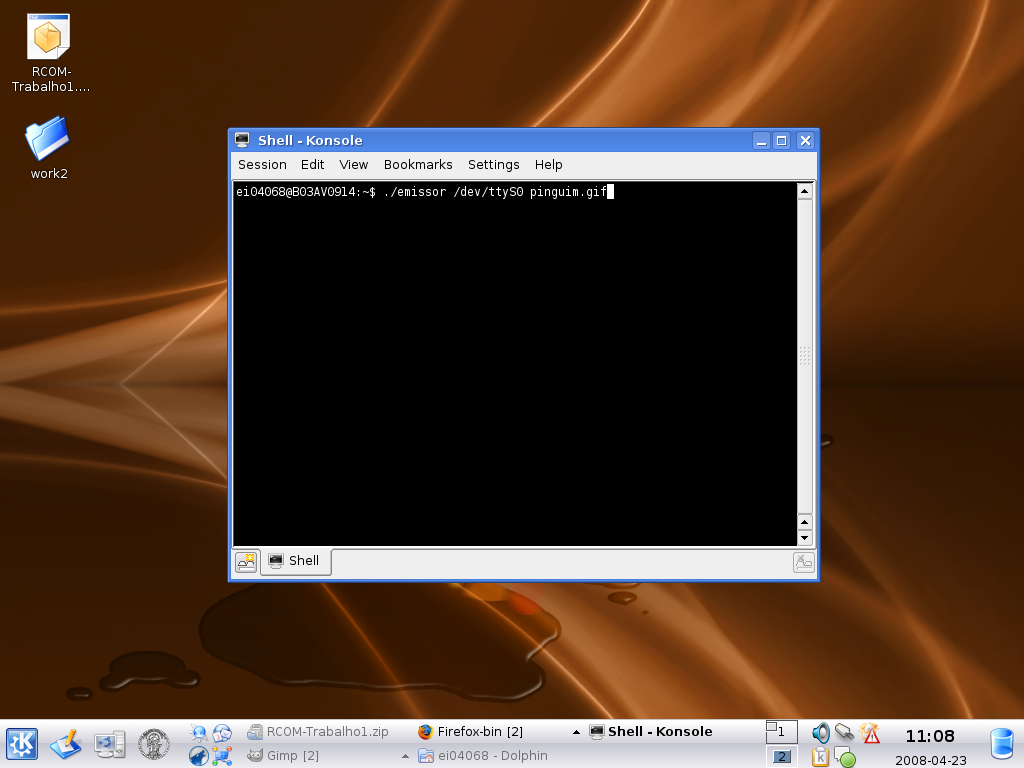 RCOM-
Trabalho1....
work2
Shell - Konsole
Session Edit View Bookmarks Settings Help
ei04068@B03AV0914:~$ ./emissor /dev/ttyS0 pinguim.gif
Shell
RCOM-Trabalho1.zip
Firefox-bin [2]
Shell - Konsole
Gimp [2]
ei04068 - Dolphin
1
2
11:08
2008-04-23